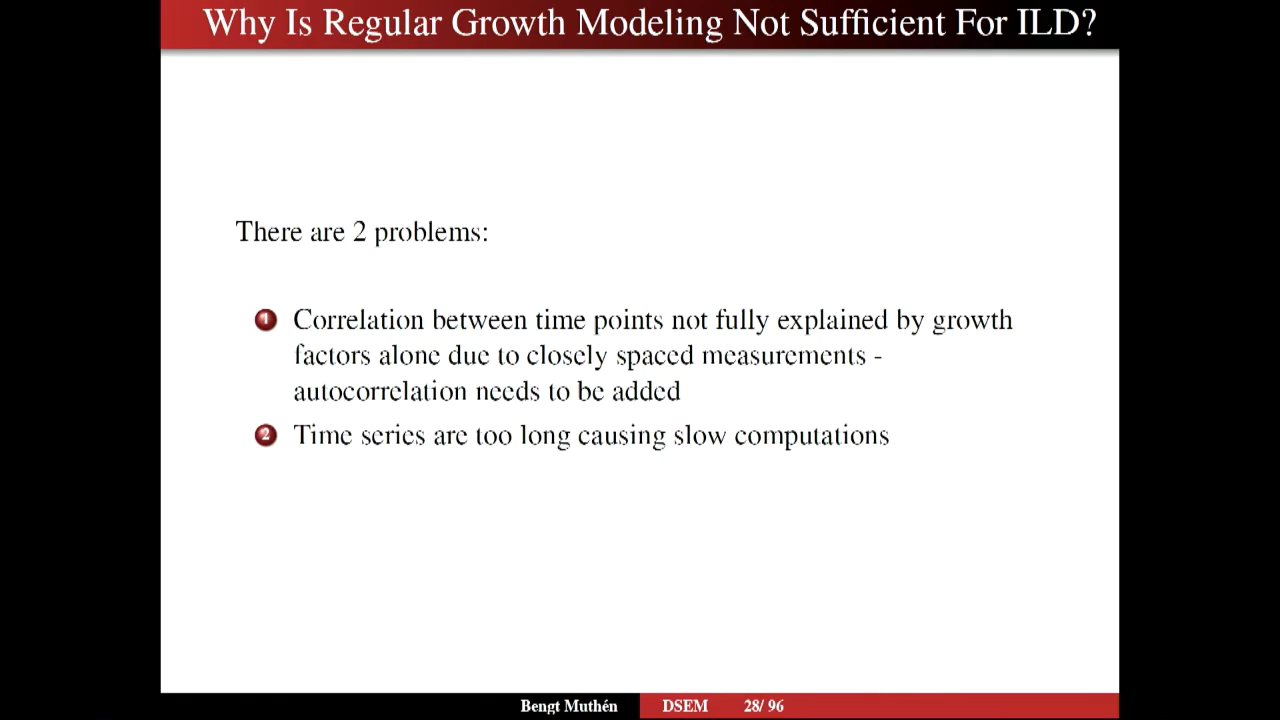 Why Is Regular Growth Modeling Not Sufficient For ILD?
There are 2 problems:
1 Correlation between time points not fully explained by growth
factors alone due to closely spaced measurements -
autocorrelation needs to be added
2 Time series are too long causing slow computations
Bengt Muthén DSEM 28/ 96